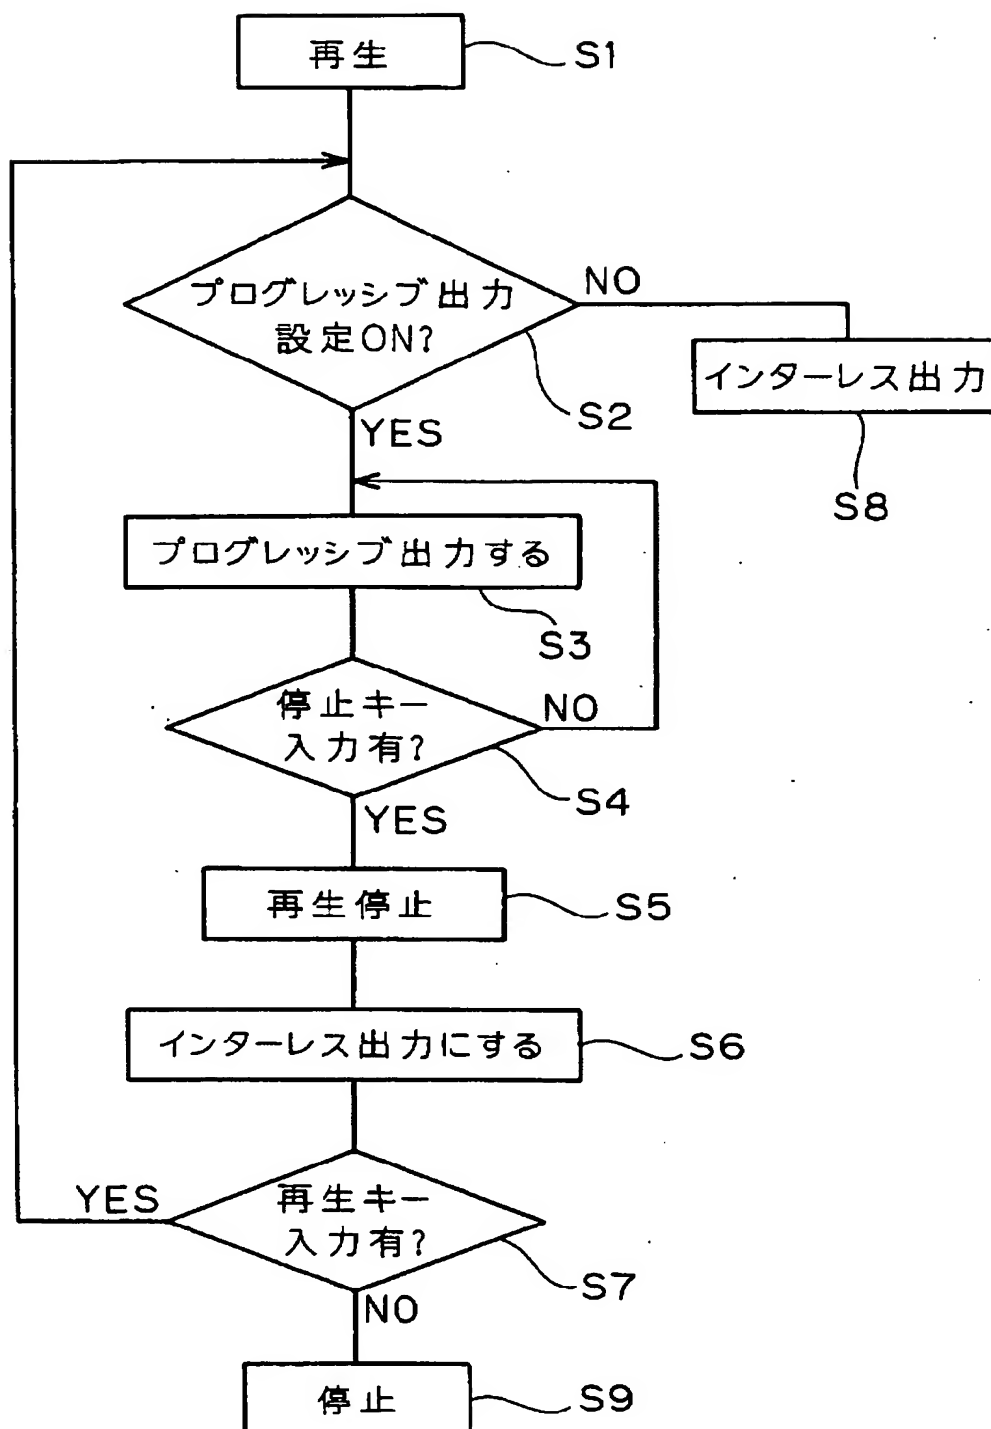 再生
S1
プログレッシブ出力
設定ON?
NO
S2
YES
インターレス出力
S8
プログレッシブ出力する
S3
停止キー
入力有?
NO
S4
YES
再生停止
S5
インターレス出力にする
S6
再生キー
入力有?
YES
S7
NO
停止
S9